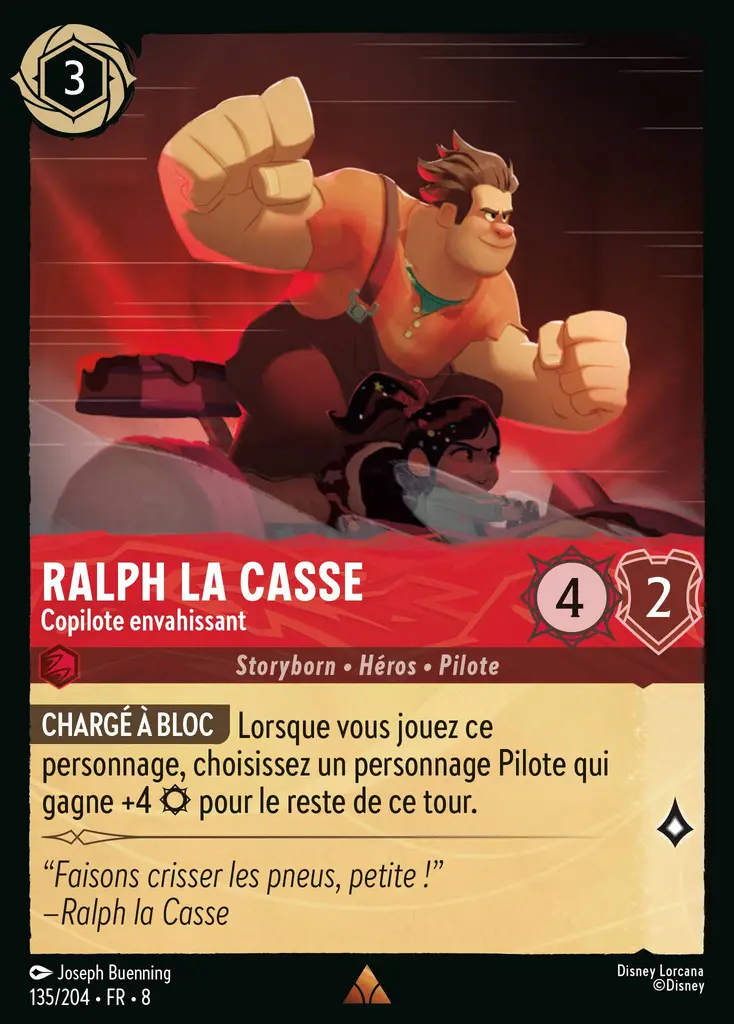 3
RALPH LA CASSE
Copilote envahissant
4
2
Storyborn • Héros • Pilote
CHARGÉ À BLOC Lorsque vous jouez ce
personnage, choisissez un personnage Pilote qui
gagne +4 pour le reste de ce tour.
“Faisons crisser les pneus, petite !”
–Ralph la Casse
Joseph Buenning
135/204 • FR • 8
Disney Lorcana
©Disney